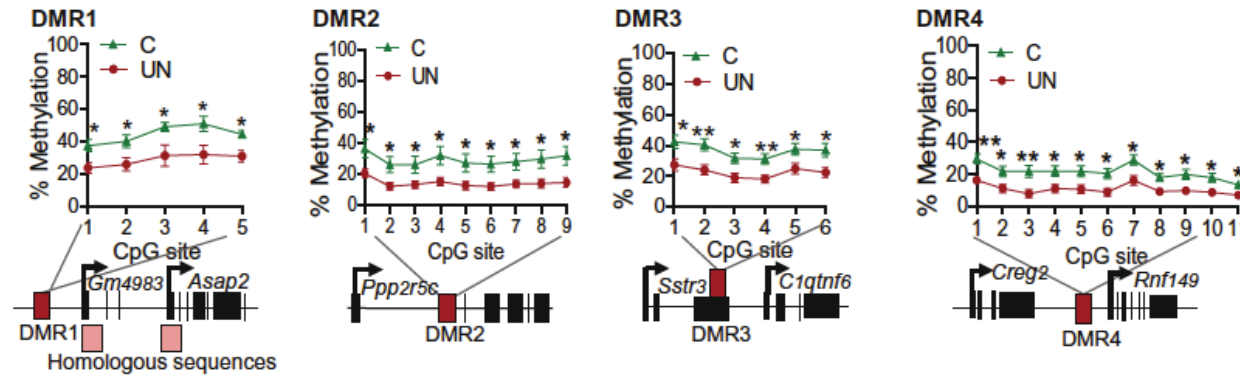 DMR1 DMR2 DMR3 DMR4
% Methylation
100
80
60
40
20
0
C
UN
* * * * *
1 2 3 4 5
CpG site
Gm4983 Asap2
DMR1
Homologous sequences
% Methylation
100
80
60
40
20
0
C
UN
* * * * * * * * *
1 2 3 4 5 6 7 8 9
CpG site
Ppp2r5c
DMR2
% Methylation
100
80
60
40
20
0
C
UN
* ** * ** * *
1 2 3 4 5 6
CpG site
Sstr3 C1qtnf6
DMR3
% Methylation
100
80
60
40
20
0
C
UN
** * ** * * * * * * * *
1 2 3 4 5 6 7 8 9 10 1
CpG site
Creg2 Rnf149
DMR4